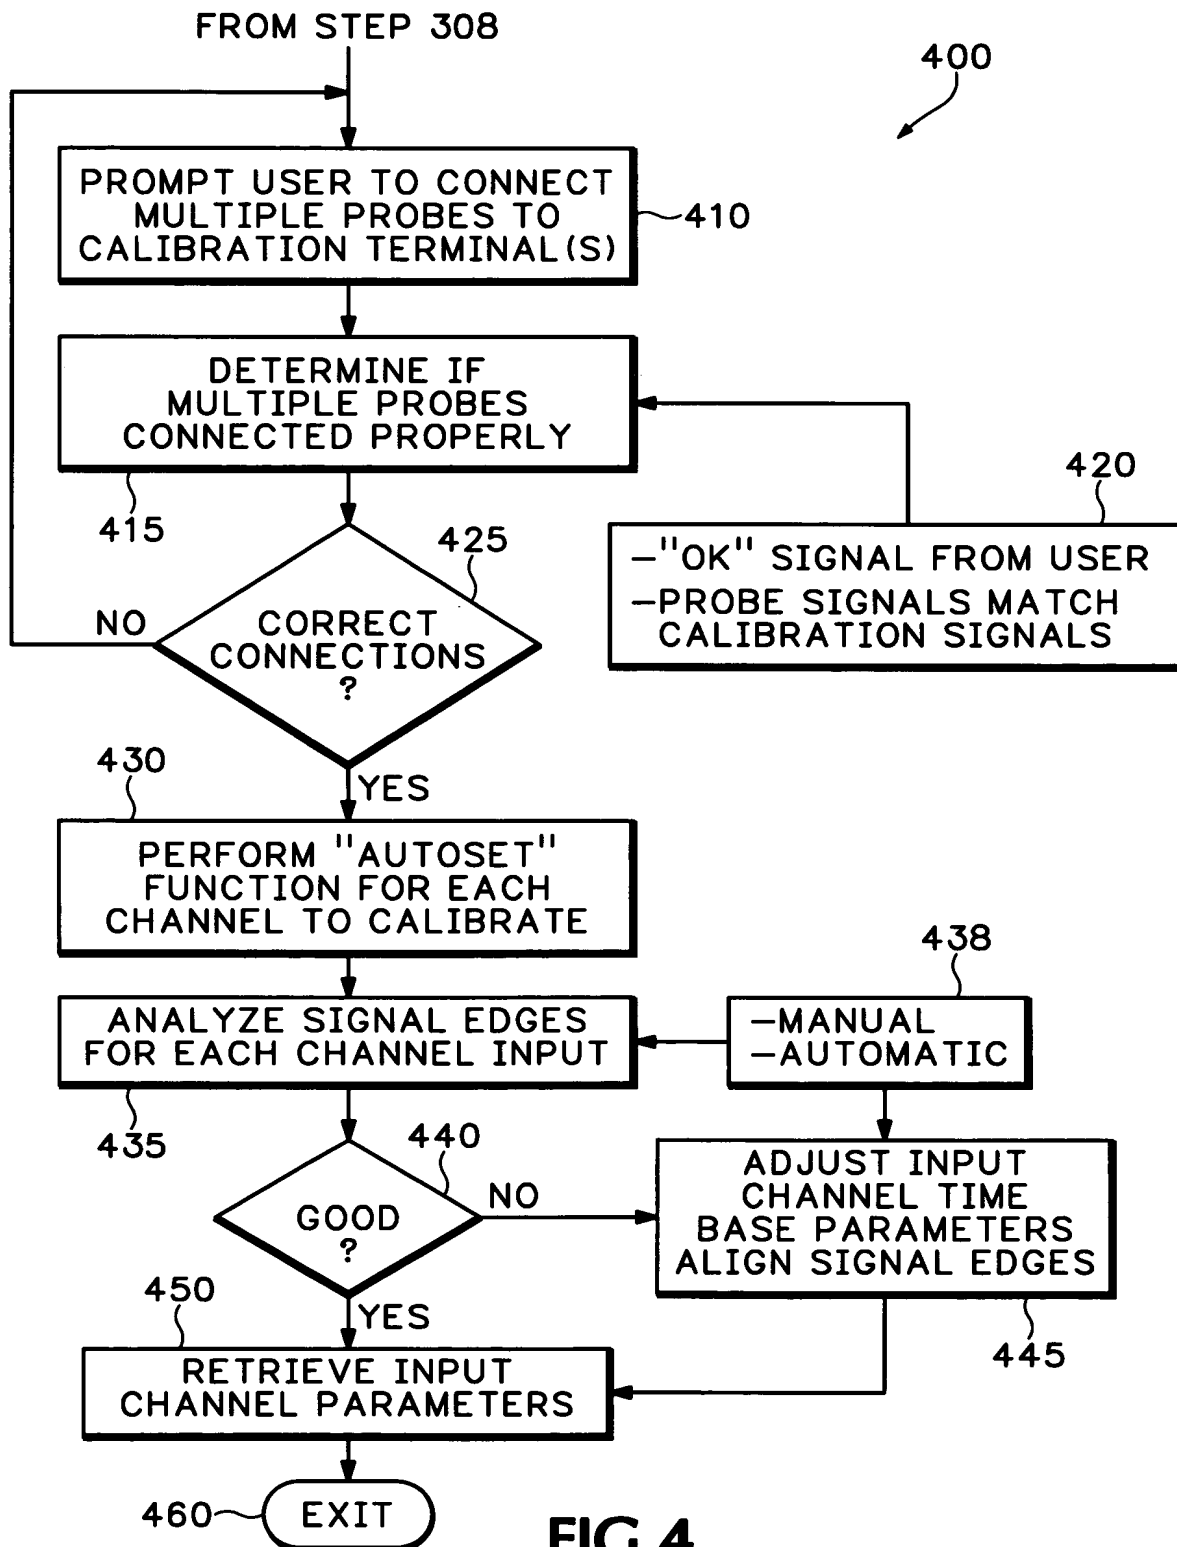 FROM STEP 308
400
PROMPT USER TO CONNECT
MULTIPLE PROBES TO
CALIBRATION TERMINAL(S)
410
DETERMINE IF
MULTIPLE PROBES
CONNECTED PROPERLY
415
420
-"OK" SIGNAL FROM USER
-PROBE SIGNALS MATCH
CALIBRATION SIGNALS
425
NO
CORRECT
CONNECTIONS
?
YES
430
PERFORM "AUTOSET"
FUNCTION FOR EACH
CHANNEL TO CALIBRATE
438
-MANUAL
-AUTOMATIC
ANALYZE SIGNAL EDGES
FOR EACH CHANNEL INPUT
435
440
GOOD
?
NO
ADJUST INPUT
CHANNEL TIME
BASE PARAMETERS
ALIGN SIGNAL EDGES
445
YES
450
RETRIEVE INPUT
CHANNEL PARAMETERS
460
EXIT
FIG 4